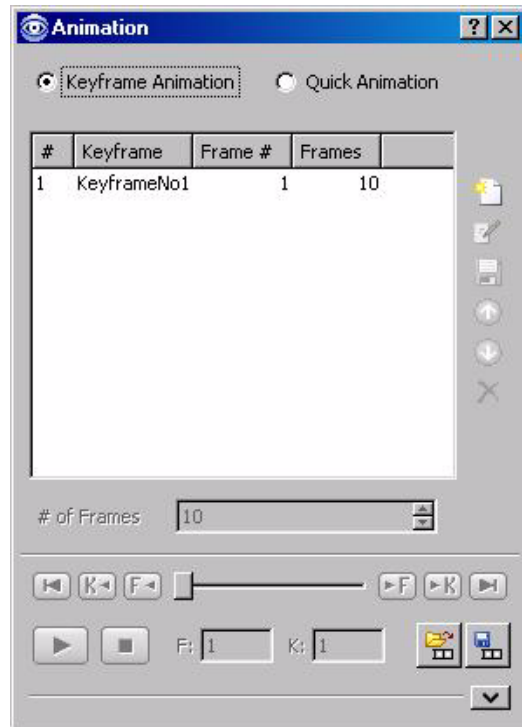 Animation
Keyframe Animation Quick Animation
# Keyframe Frame # Frames
1 KeyframeNo1 1 10
# of Frames 10
K F F K
F: 1 K: 1